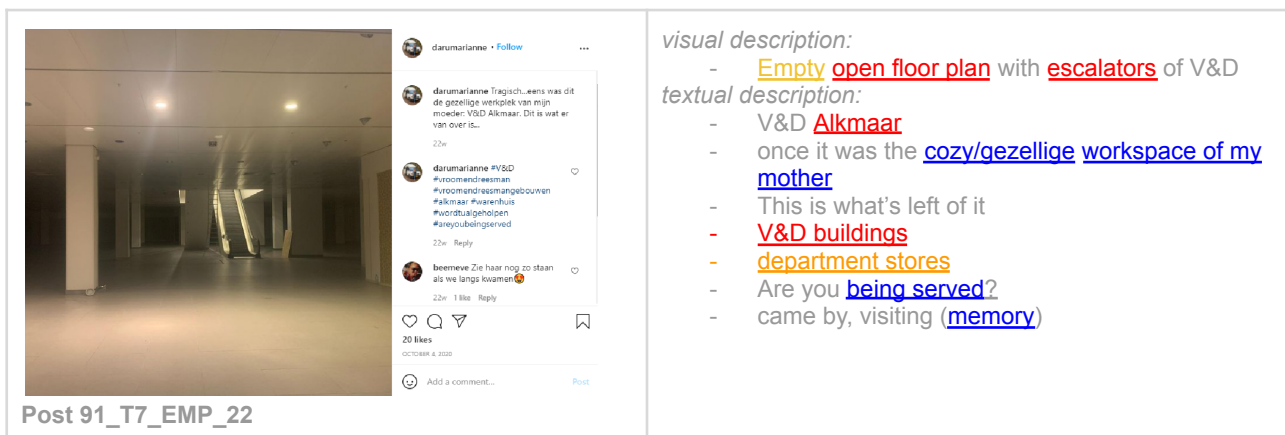 darumarianne • Follow
...
darumarianne Tragisch...eens was dit
de gezellige werkplek van mijn
moeder: V&D Alkmaar. Dit is wat er
van over is...
22w
darumarianne #V&D
#vroomendreesman
#vroomendreesmangebouwen
#alkmaar #warenhuis
#wordtualgeholpen
#areyoubeingserved
22w Reply
beemeve Zie haar nog zo staan
als we langs kwamen🥰
22w 1 like Reply
20 likes
OCTOBER 4, 2020
Add a comment...
Post
Post 91_T7_EMP_22
visual description:
- Empty open floor plan with escalators of V&D
textual description:
- V&D Alkmaar
- once it was the cozy/gezellige workspace of my
mother
- This is what's left of it
- V&D buildings
- department stores
- Are you being served?
- came by, visiting (memory)